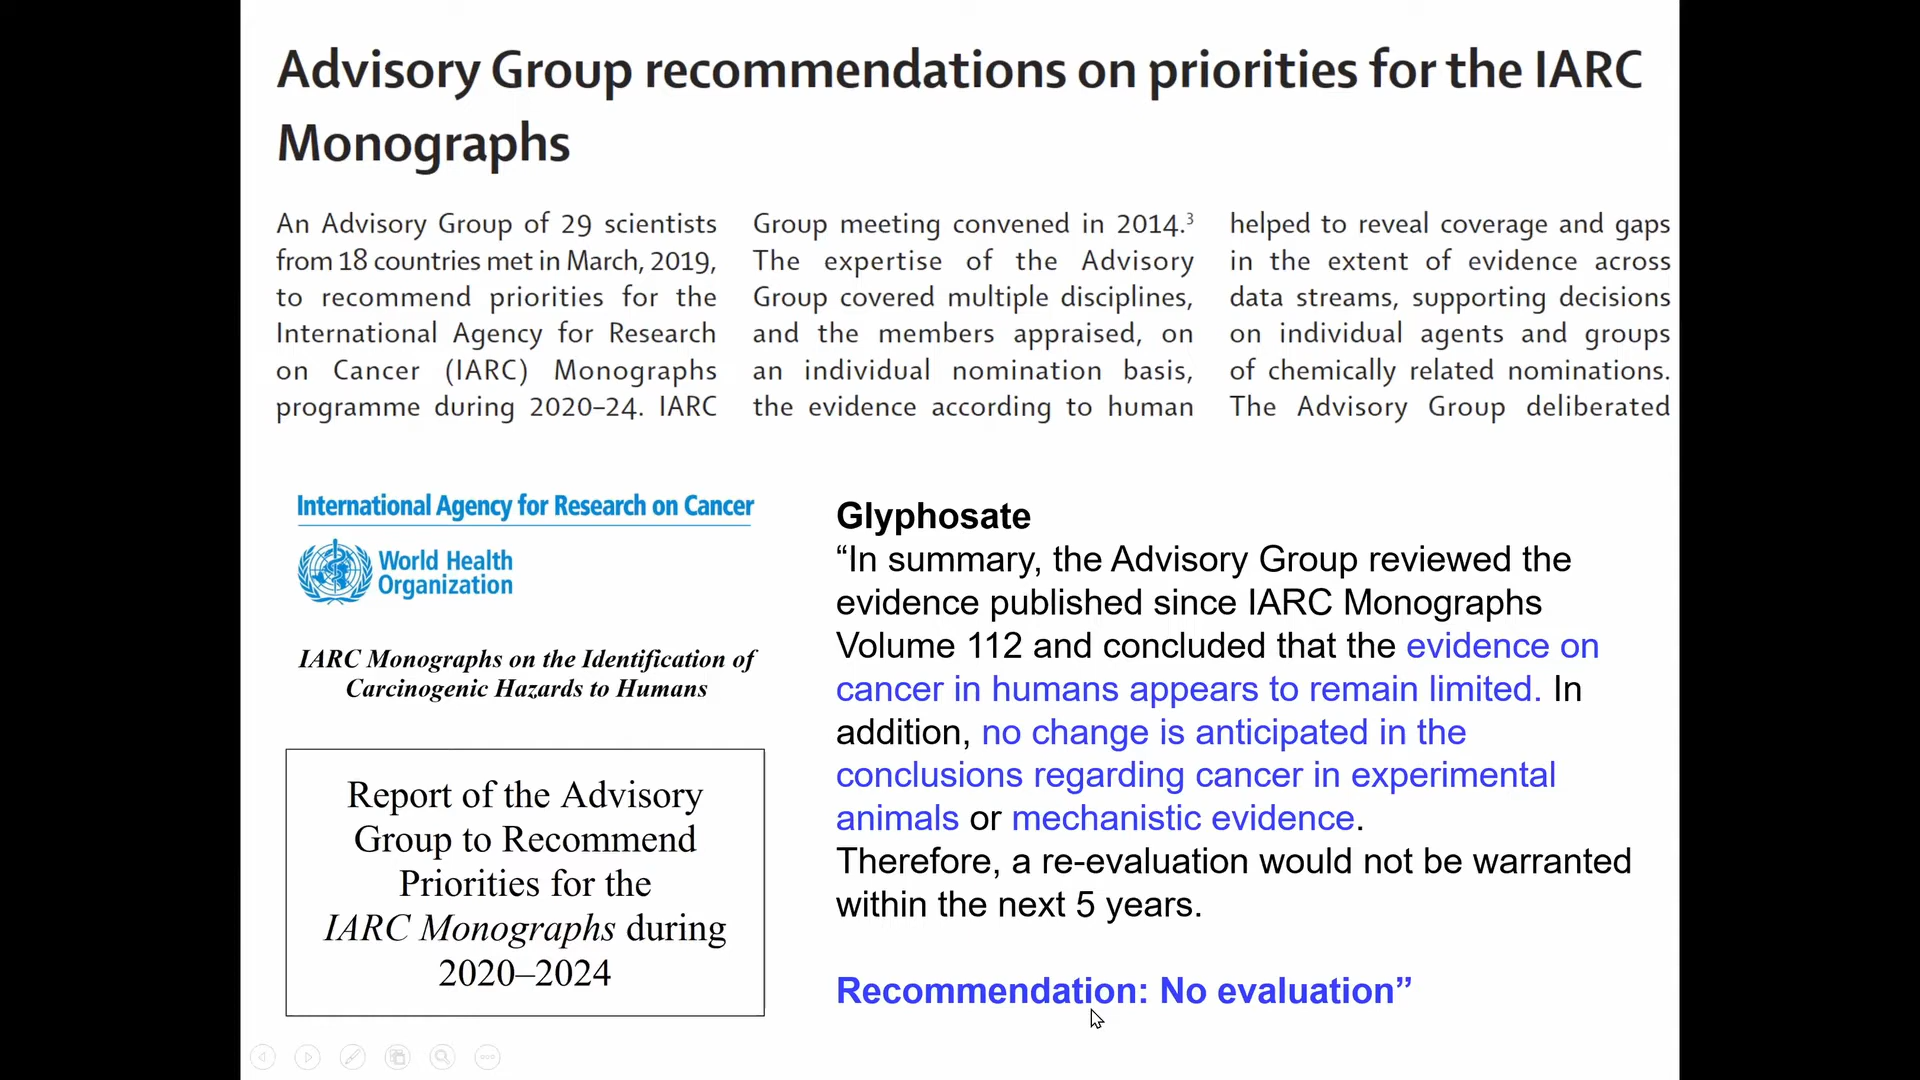 Advisory Group recommendations on priorities for the IARC
Monographs
An Advisory Group of 29 scientists
from 18 countries met in March, 2019,
to recommend priorities for the
International Agency for Research
on Cancer (IARC) Monographs
programme during 2020–24. IARC
Group meeting convened in 2014.³
The expertise of the Advisory
Group covered multiple disciplines,
and the members appraised, on
an individual nomination basis,
the evidence according to human
helped to reveal coverage and gaps
in the extent of evidence across
data streams, supporting decisions
on individual agents and groups
of chemically related nominations.
The Advisory Group deliberated
International Agency for Research on Cancer
World Health
Organization
IARC Monographs on the Identification of
Carcinogenic Hazards to Humans
Report of the Advisory
Group to Recommend
Priorities for the
IARC Monographs during
2020–2024
Glyphosate
“In summary, the Advisory Group reviewed the
evidence published since IARC Monographs
Volume 112 and concluded that the evidence on
cancer in humans appears to remain limited. In
addition, no change is anticipated in the
conclusions regarding cancer in experimental
animals or mechanistic evidence.
Therefore, a re-evaluation would not be warranted
within the next 5 years.
Recommendation: No evaluation”